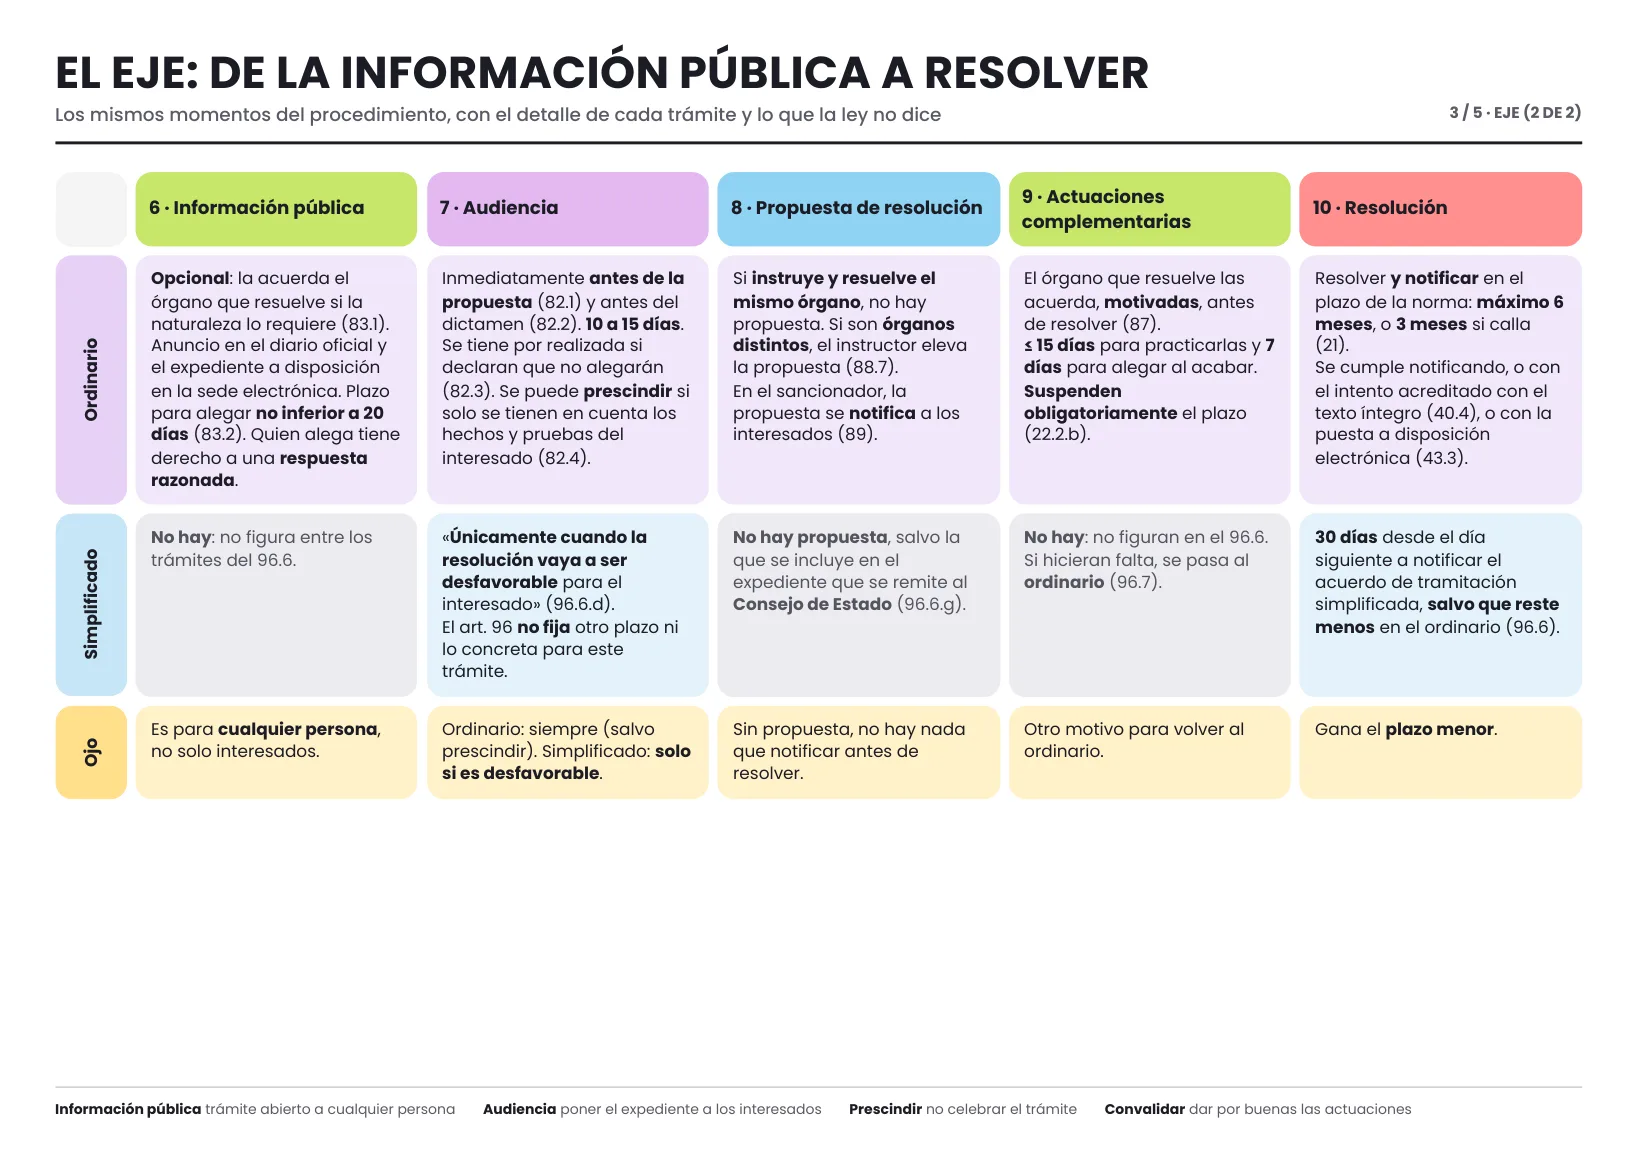 EL EJE: DE LA INFORMACIÓN PÚBLICA A RESOLVER
Los mismos momentos del procedimiento, con el detalle de cada trámite y lo que la ley no dice
3 / 5 · EJE (2 DE 2)
6 · Información pública
7 · Audiencia
8 · Propuesta de resolución
9 · Actuaciones
complementarias
10 · Resolución
Ordinario
Opcional: la acuerda el
órgano que resuelve si la
naturaleza lo requiere (83.1).
Anuncio en el diario oficial y
el expediente a disposición
en la sede electrónica. Plazo
para alegar no inferior a 20
días (83.2). Quien alega tiene
derecho a una respuesta
razonada.
Inmediatamente antes de la
propuesta (82.1) y antes del
dictamen (82.2). 10 a 15 días.
Se tiene por realizada si
declaran que no alegarán
(82.3). Se puede prescindir si
solo se tienen en cuenta los
hechos y pruebas del
interesado (82.4).
Si instruye y resuelve el
mismo órgano, no hay
propuesta. Si son órganos
distintos, el instructor eleva
la propuesta (88.7).
En el sancionador, la
propuesta se notifica a los
interesados (89).
El órgano que resuelve las
acuerda, motivadas, antes
de resolver (87).
≤ 15 días para practicarlas y 7
días para alegar al acabar.
Suspenden
obligatoriamente el plazo
(22.2.b).
Resolver y notificar en el
plazo de la norma: máximo 6
meses, o 3 meses si calla
(21).
Se cumple notificando, o con
el intento acreditado con el
texto íntegro (40.4), o con la
puesta a disposición
electrónica (43.3).
Simplificado
No hay: no figura entre los
trámites del 96.6.
«Únicamente cuando la
resolución vaya a ser
desfavorable para el
interesado» (96.6.d).
El art. 96 no fija otro plazo ni
lo concreta para este
trámite.
No hay propuesta, salvo la
que se incluye en el
expediente que se remite al
Consejo de Estado (96.6.g).
No hay: no figuran en el 96.6.
Si hicieran falta, se pasa al
ordinario (96.7).
30 días desde el día
siguiente a notificar el
acuerdo de tramitación
simplificada, salvo que reste
menos en el ordinario (96.6).
Ojo
Es para cualquier persona,
no solo interesados.
Ordinario: siempre (salvo
prescindir). Simplificado: solo
si es desfavorable.
Sin propuesta, no hay nada
que notificar antes de
resolver.
Otro motivo para volver al
ordinario.
Gana el plazo menor.
Información pública trámite abierto a cualquier persona Audiencia poner el expediente a los interesados Prescindir no celebrar el trámite Convalidar dar por buenas las actuaciones